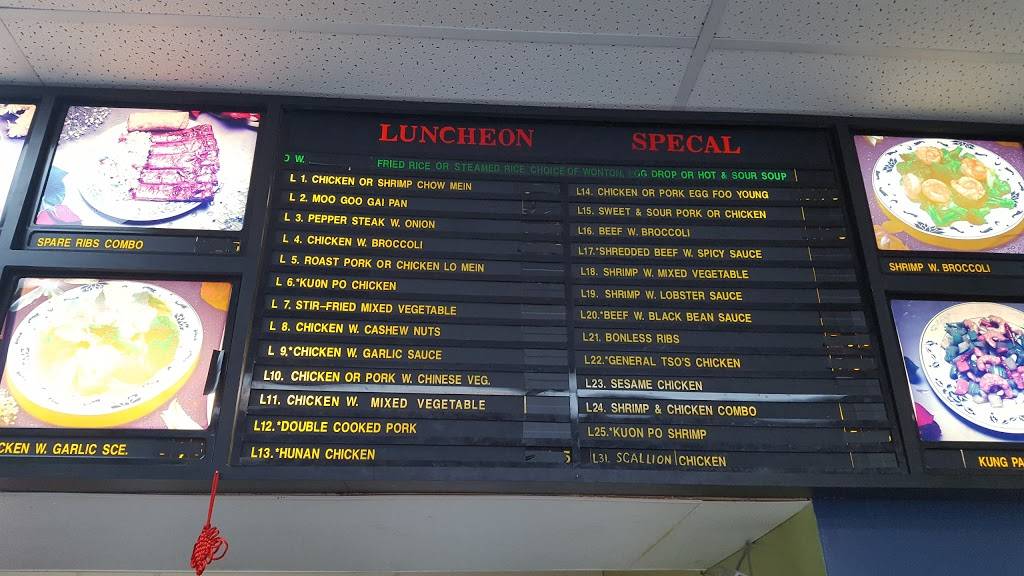 LUNCHEON SPECAL
W. FRIED RICE OR STEAMED RICE CHOICE OF WONTON, EGG DROP OR HOT & SOUR SOUP
L 1. CHICKEN OR SHRIMP CHOW MEIN
L 2. MOO GOO GAI PAN
L 3. PEPPER STEAK W. ONION
L 4. CHICKEN W. BROCCOLI
L 5. ROAST PORK OR CHICKEN LO MEIN
L 6.*KU0N PO CHICKEN
L 7. STIR-FRIED MIXED VEGETABLE
L 8. CHICKEN W. CASHEW NUTS
L 9.*CHICKEN W. GARLIC SAUCE
L10. CHICKEN OR PORK W. CHINESE VEG.
L11. CHICKEN W. MIXED VEGETABLE
L12.*DOUBLE COOKED PORK
L13.*HUNAN CHICKEN
L14. CHICKEN OR PORK EGG FOO YOUNG
L15. SWEET & SOUR PORK OR CHICKEN
L16. BEEF W. BROCCOLI
L17.*SHREDDED BEEF W. SPICY SAUCE
L18. SHRIMP W. MIXED VEGETABLE
L19. SHRIMP W. LOBSTER SAUCE
L20.*BEEF W. BLACK BEAN SAUCE
L21. BONLESS RIBS
L22.*GENERAL TSO'S CHICKEN
L23. SESAME CHICKEN
L24. SHRIMP & CHICKEN COMBO
L25.*KUON PO SHRIMP
L31. SCALLION CHICKEN
SPARE RIBS COMBO
CKEN W. GARLIC SCE.
SHRIMP W. BROCCOLI
KUNG PA